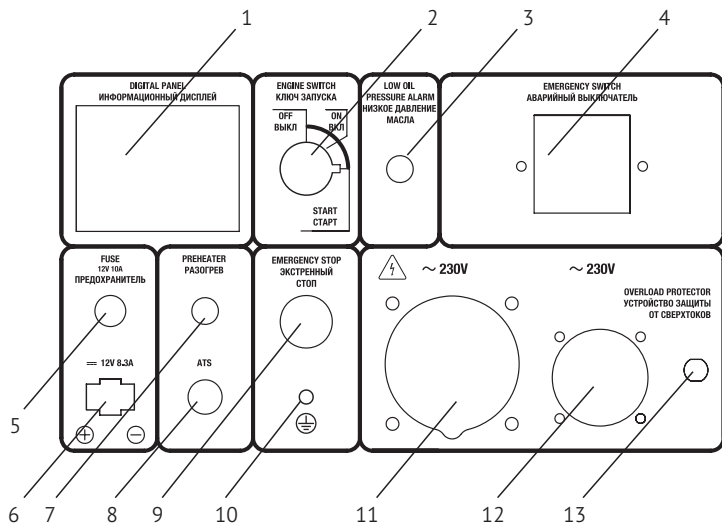 1
2
3
4
DIGITAL PANEL
ИНФОРМАЦИОННЫЙ ДИСПЛЕЙ
ENGINE SWITCH
КЛЮЧ ЗАПУСКА
OFF
ВЫКЛ
ON
ВКЛ
START
СТАРТ
LOW OIL
PRESSURE ALARM
НИЗКОЕ ДАВЛЕНИЕ
МАСЛА
EMERGENCY SWITCH
АВАРИЙНЫЙ ВЫКЛЮЧАТЕЛЬ
FUSE
12V 10A
ПРЕДОХРАНИТЕЛЬ
12V 8.3A
PREHEATER
РАЗОГРЕВ
ATS
EMERGENCY STOP
ЭКСТРЕННЫЙ
СТОП
~ 230V
~ 230V
OVERLOAD PROTECTOR
УСТРОЙСТВО ЗАЩИТЫ
ОТ СВЕРХТОКОВ
5
6
7
8
9
10
11
12
13